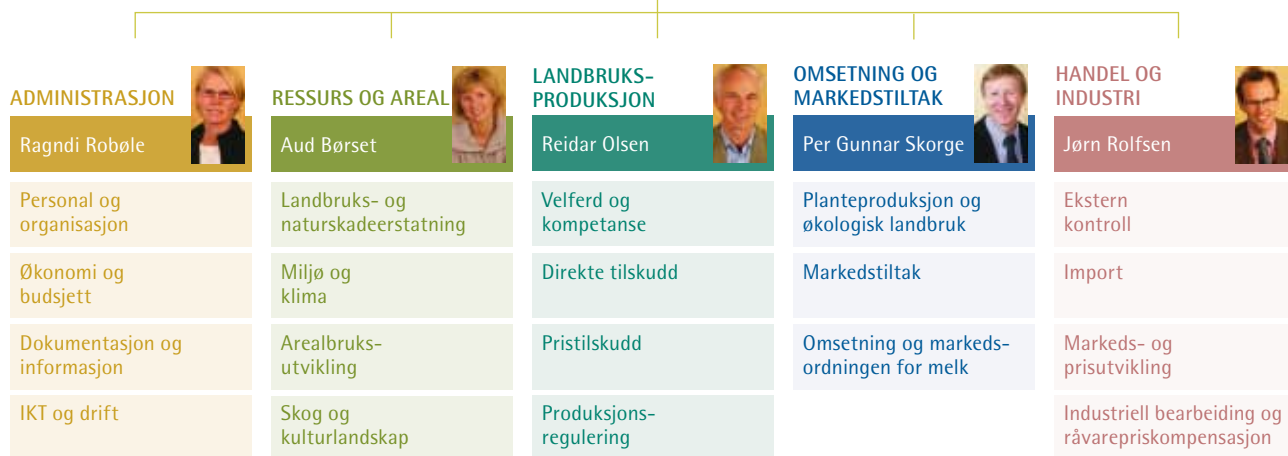 ADMINISTRASJON
Ragndi Robøle
Personal og
organisasjon
Økonomi og
budsjett
Dokumentasjon og
informasjon
IKT og drift
RESSURS OG AREAL
Aud Børset
Landbruks- og
naturskadeerstatning
Miljø og
klima
Arealbruks-
utvikling
Skog og
kulturlandskap
LANDBRUKS-
PRODUKSJON
Reidar Olsen
Velferd og
kompetanse
Direkte tilskudd
Pristilskudd
Produksjons-
regulering
OMSETNING OG
MARKEDSTILTAK
Per Gunnar Skorge
Planteproduksjon og
økologisk landbruk
Markedstiltak
Omsetning og markeds-
ordningen for melk
HANDEL OG
INDUSTRI
Jørn Rolfsen
Ekstern
kontroll
Import
Markeds- og
prisutvikling
Industriell bearbeiding og
råvarepriskompensasjon